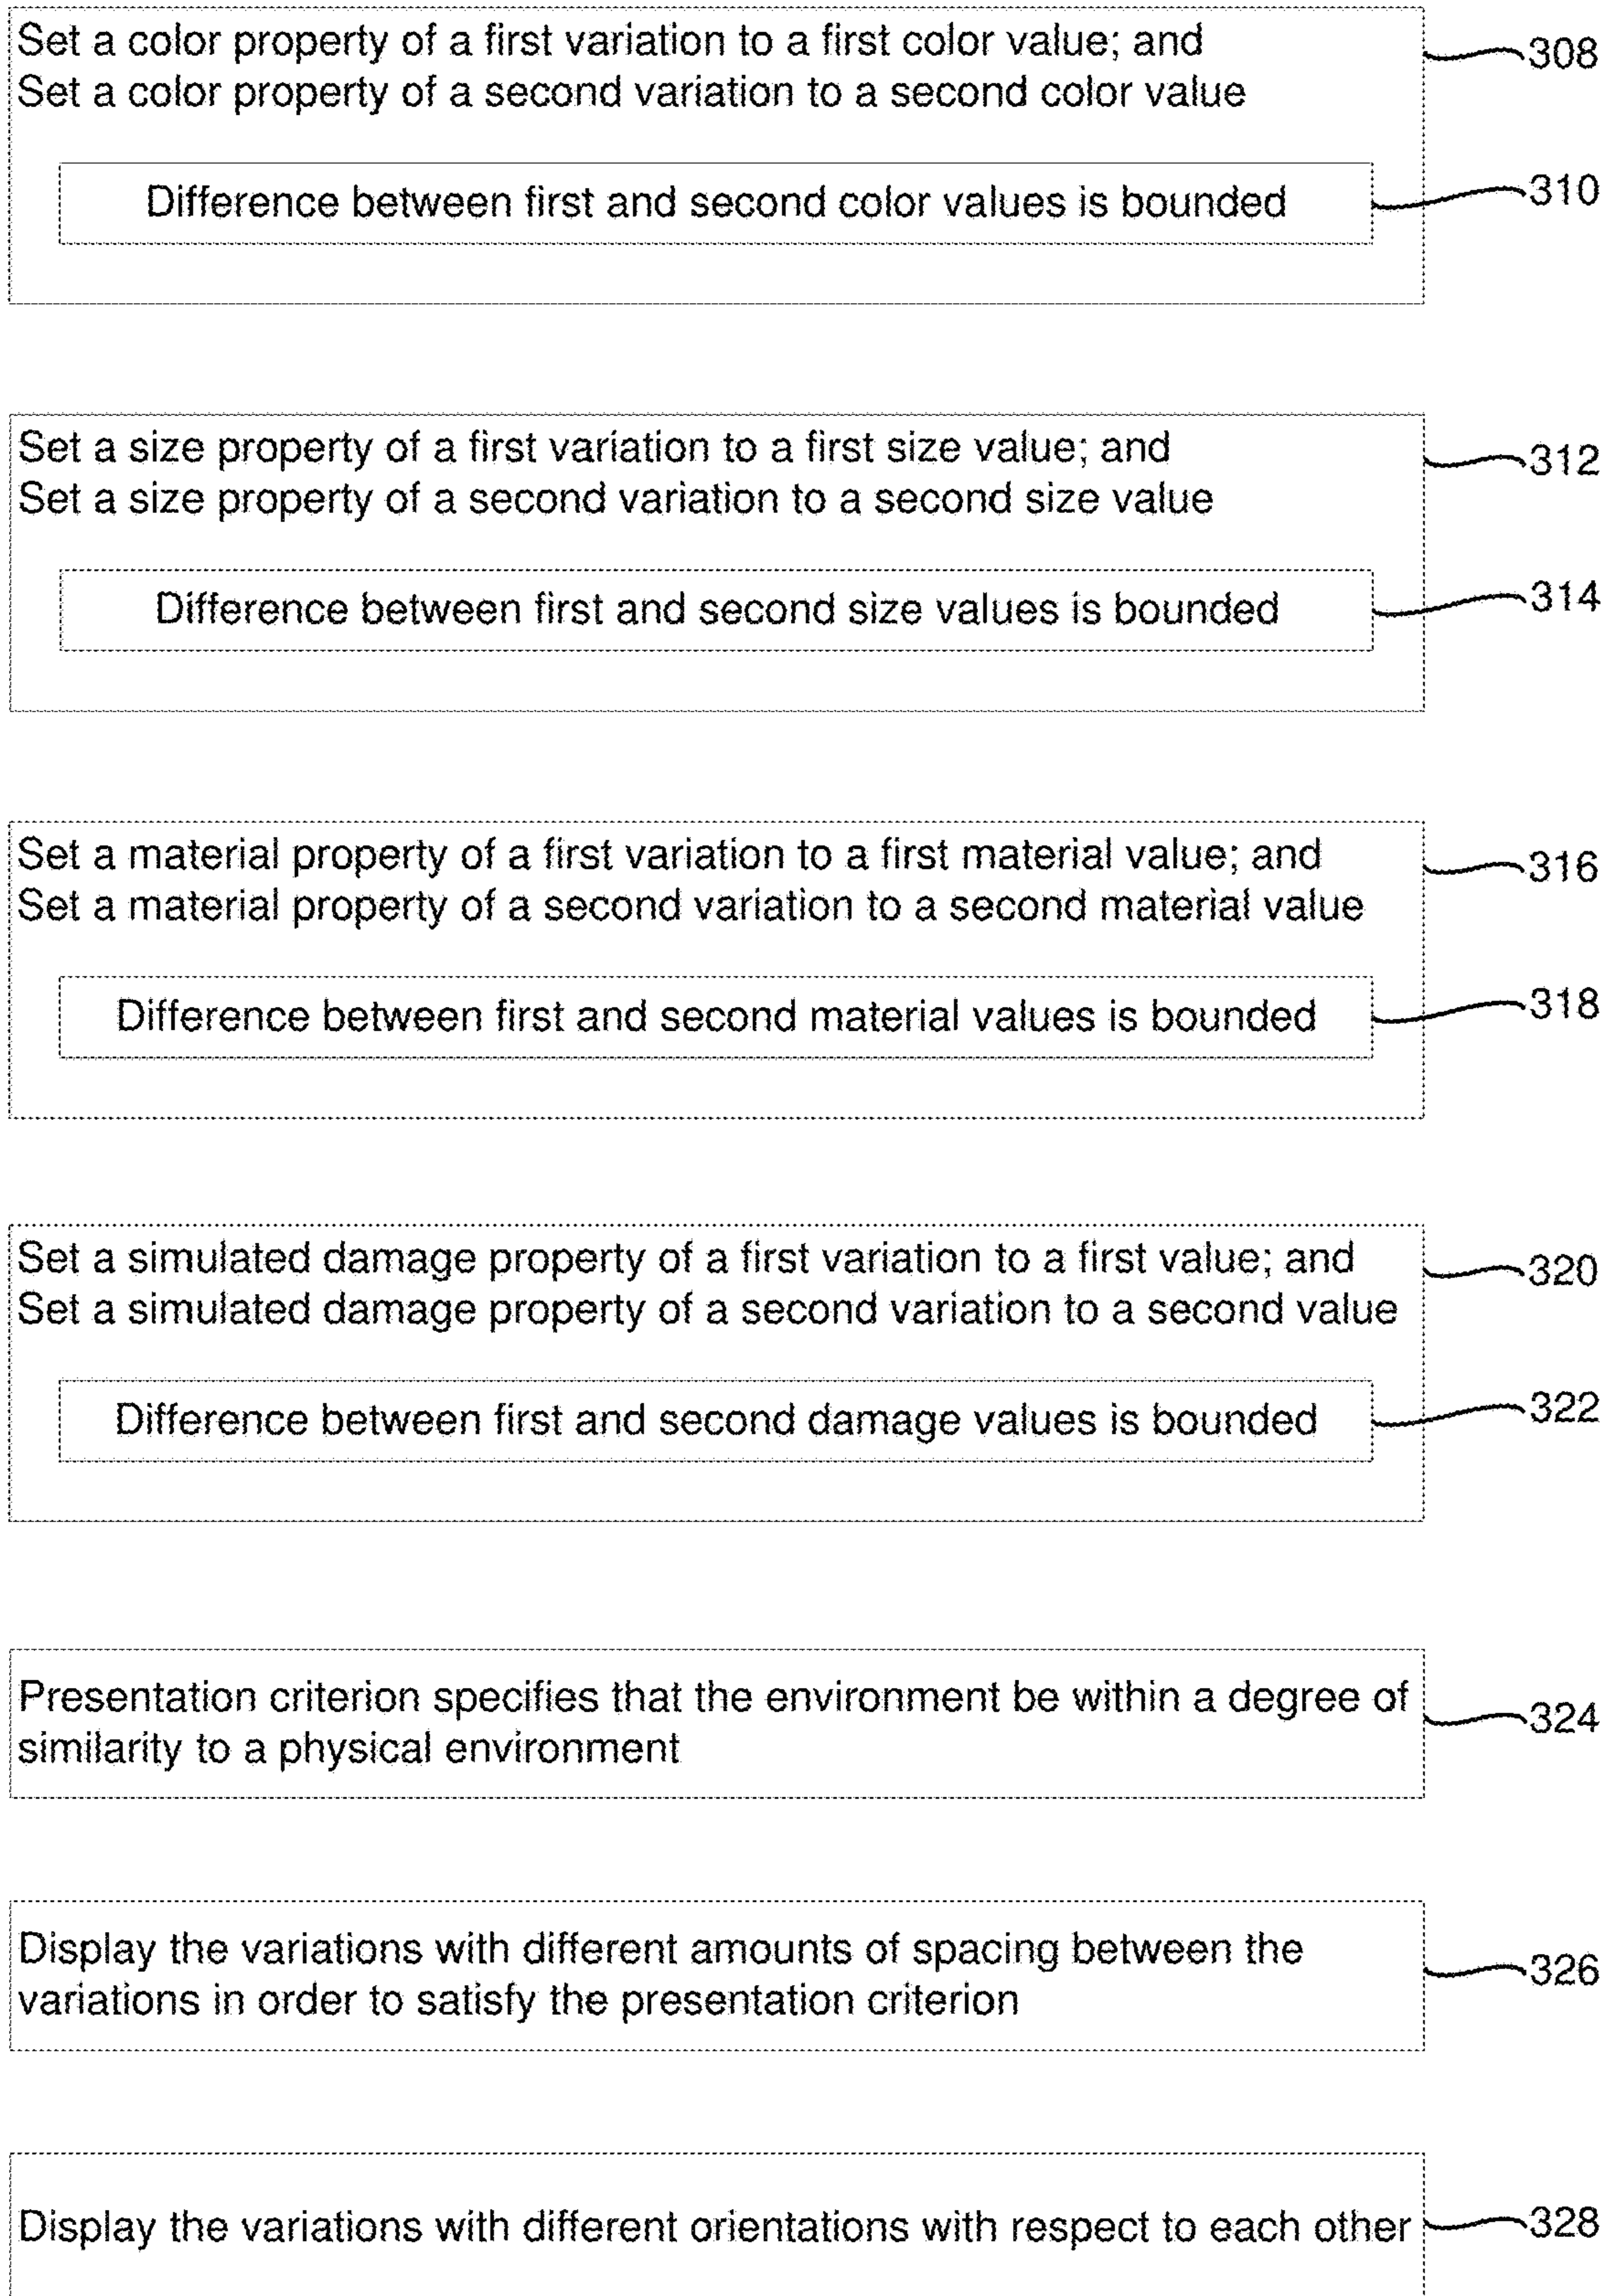 Set a color property of a first variation to a first color value; and
308
Set a color property of a second variation to a second color value
Difference between first and second color values is bounded
310
Set a size property of a first variation to a first size value; and
312
Set a size property of a second variation to a second size value
Difference between first and second size values is bounded
314
Set a material property of a first variation to a first material value; and
316
Set a material property of a second variation to a second material value
Difference between first and second material values is bounded
318
Set a simulated damage property of a first variation to a first value; and
320
Set a simulated damage property of a second variation to a second value
Difference between first and second damage values is bounded
322
Presentation criterion specifies that the environment be within a degree of
324
similarity to a physical environment
Display the variations with different amounts of spacing between the
326
variations in order to satisfy the presentation criterion
Display the variations with different orientations with respect to each other
328